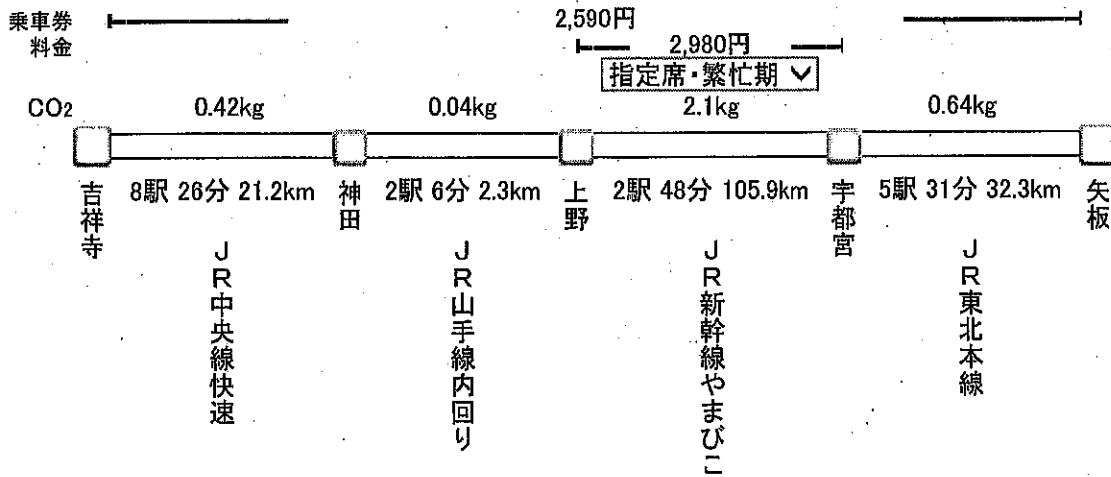 乗車券 2,590円
料金 2,980円
指定席・繁忙期
CO2 0.42kg 0.04kg 2.1kg 0.64kg
吉祥寺 8駅 26分 21.2km 神田 2駅 6分 2.3km 上野 2駅 48分 105.9km 宇都宮 5駅 31分 32.3km 矢板
JR中央線快速
JR山手線内回り
JR新幹線やまびこ
JR東北本線